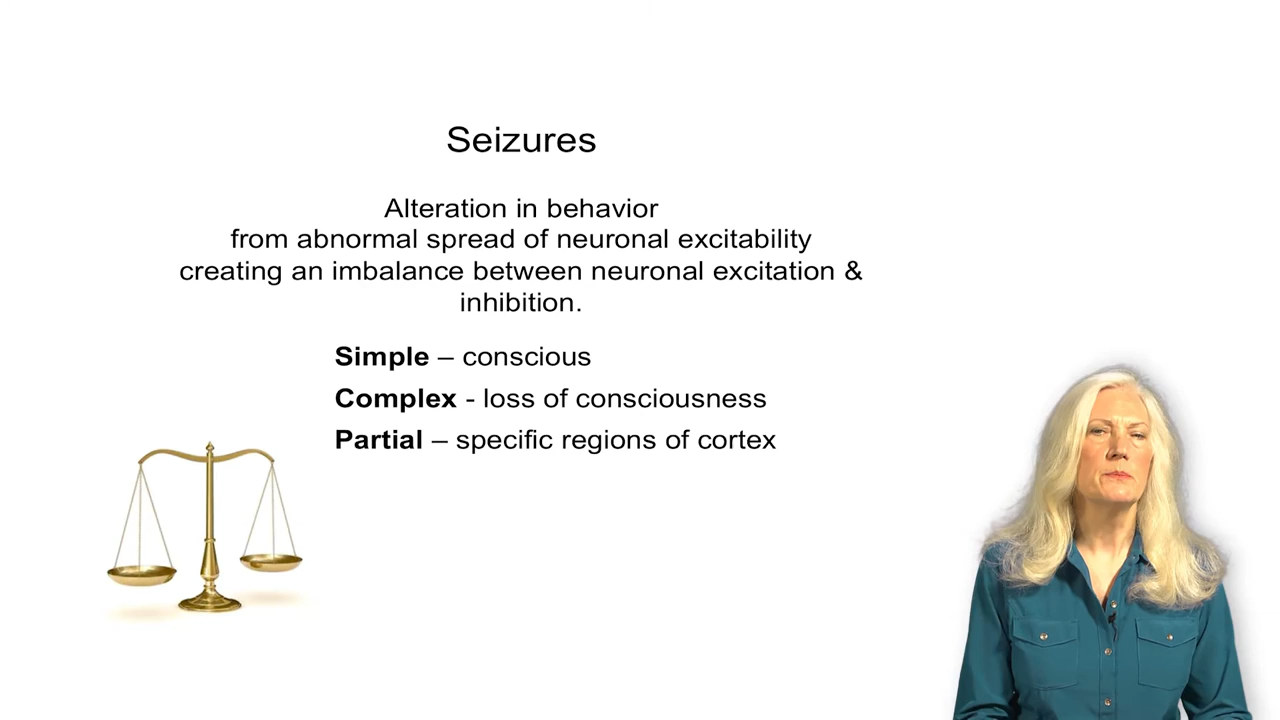 Seizures
Alteration in behavior
from abnormal spread of neuronal excitability
creating an imbalance between neuronal excitation &
inhibition.
Simple – conscious
Complex - loss of consciousness
Partial – specific regions of cortex